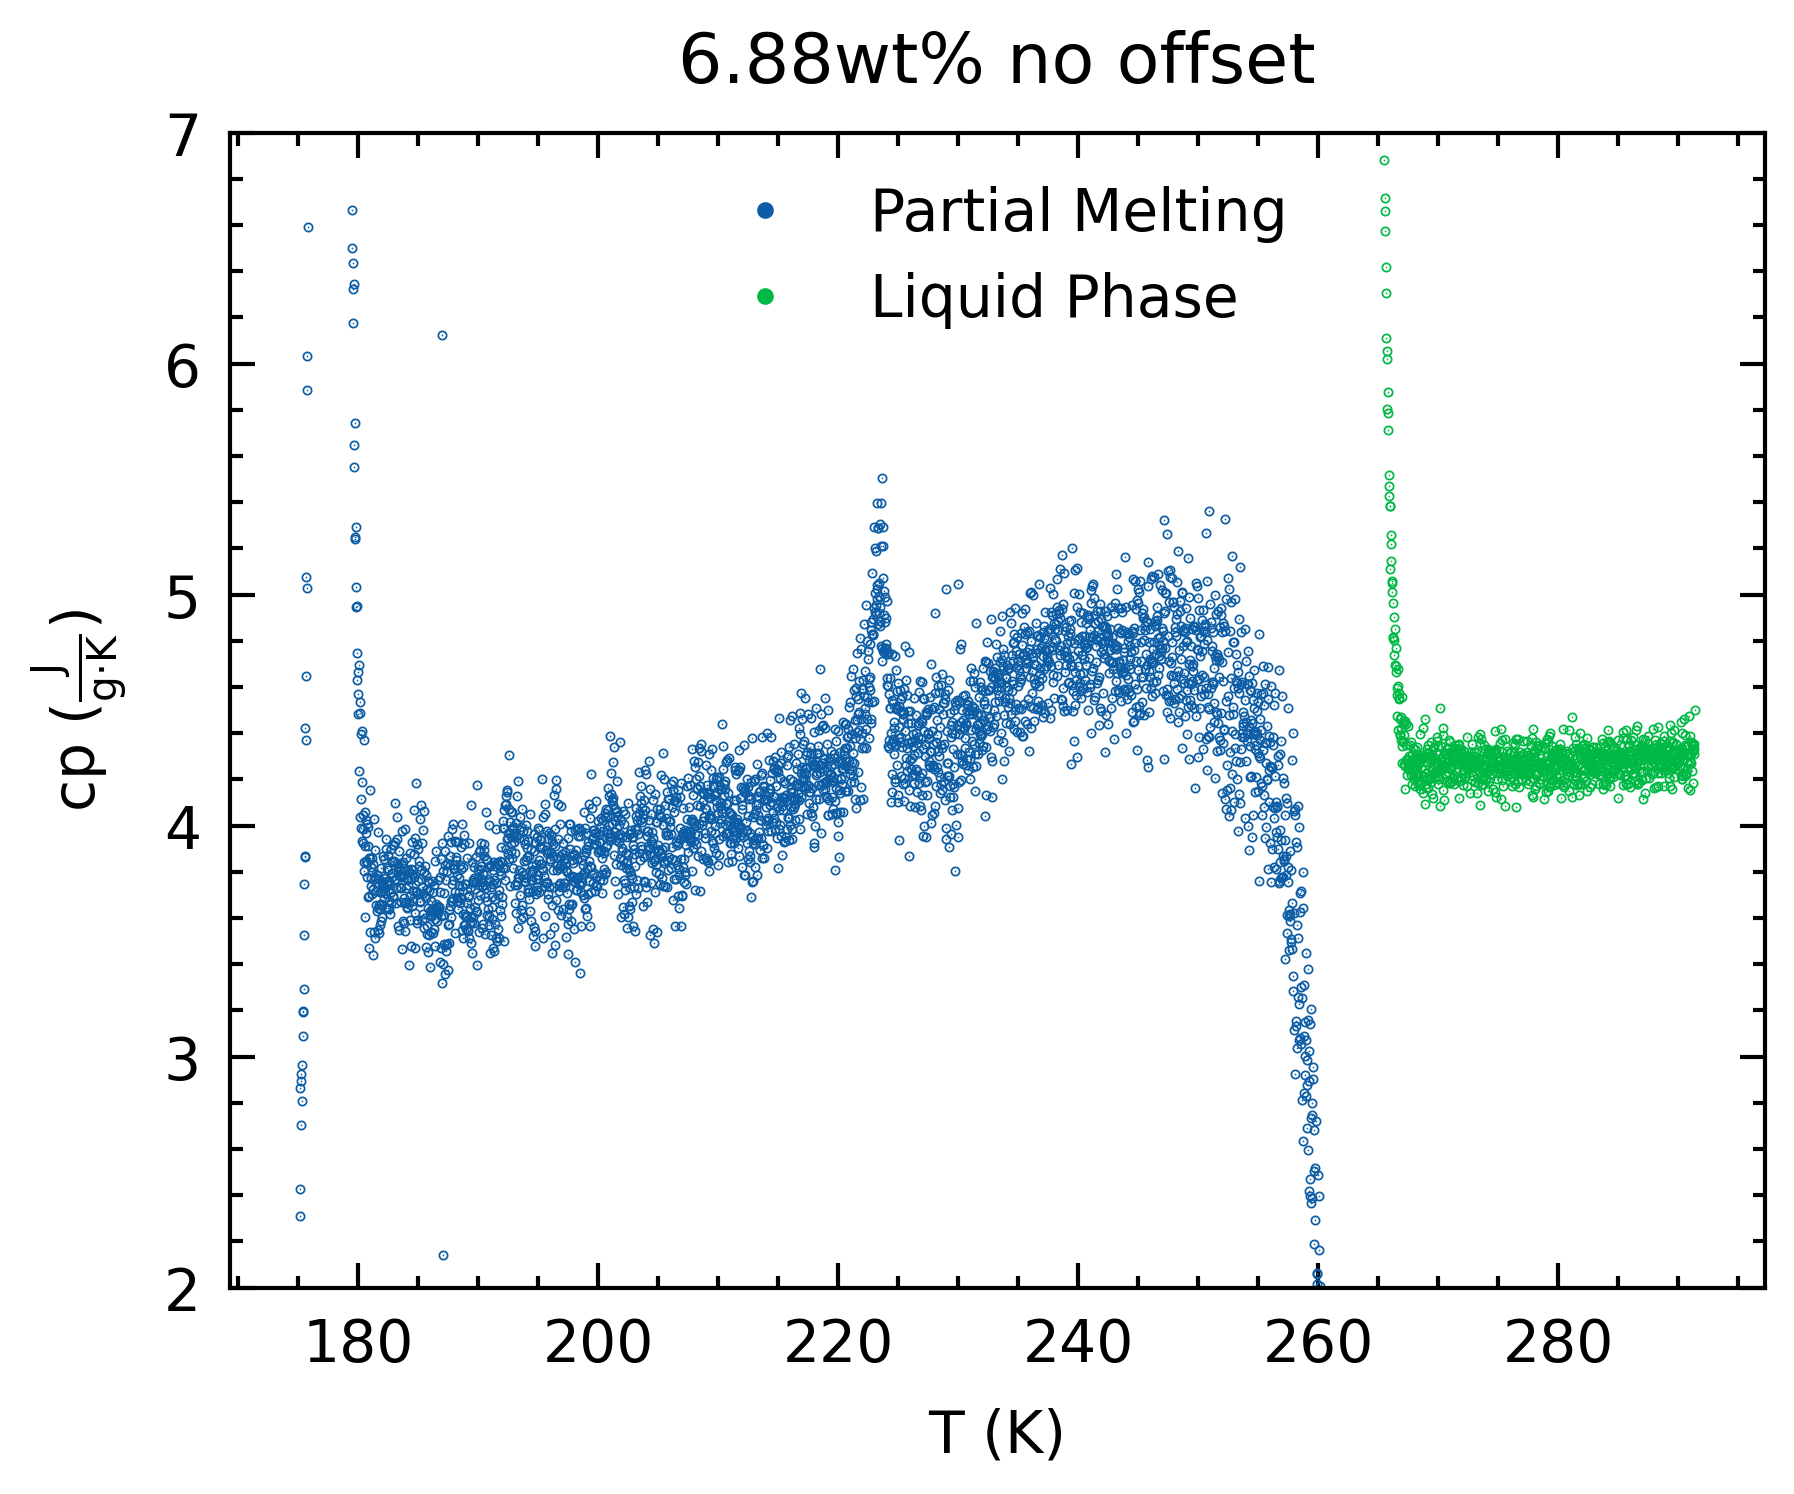 6.88wt% no offset
7
6
5
4
3
2
cp (J/g·K)
Partial Melting
Liquid Phase
180 200 220 240 260 280
T (K)